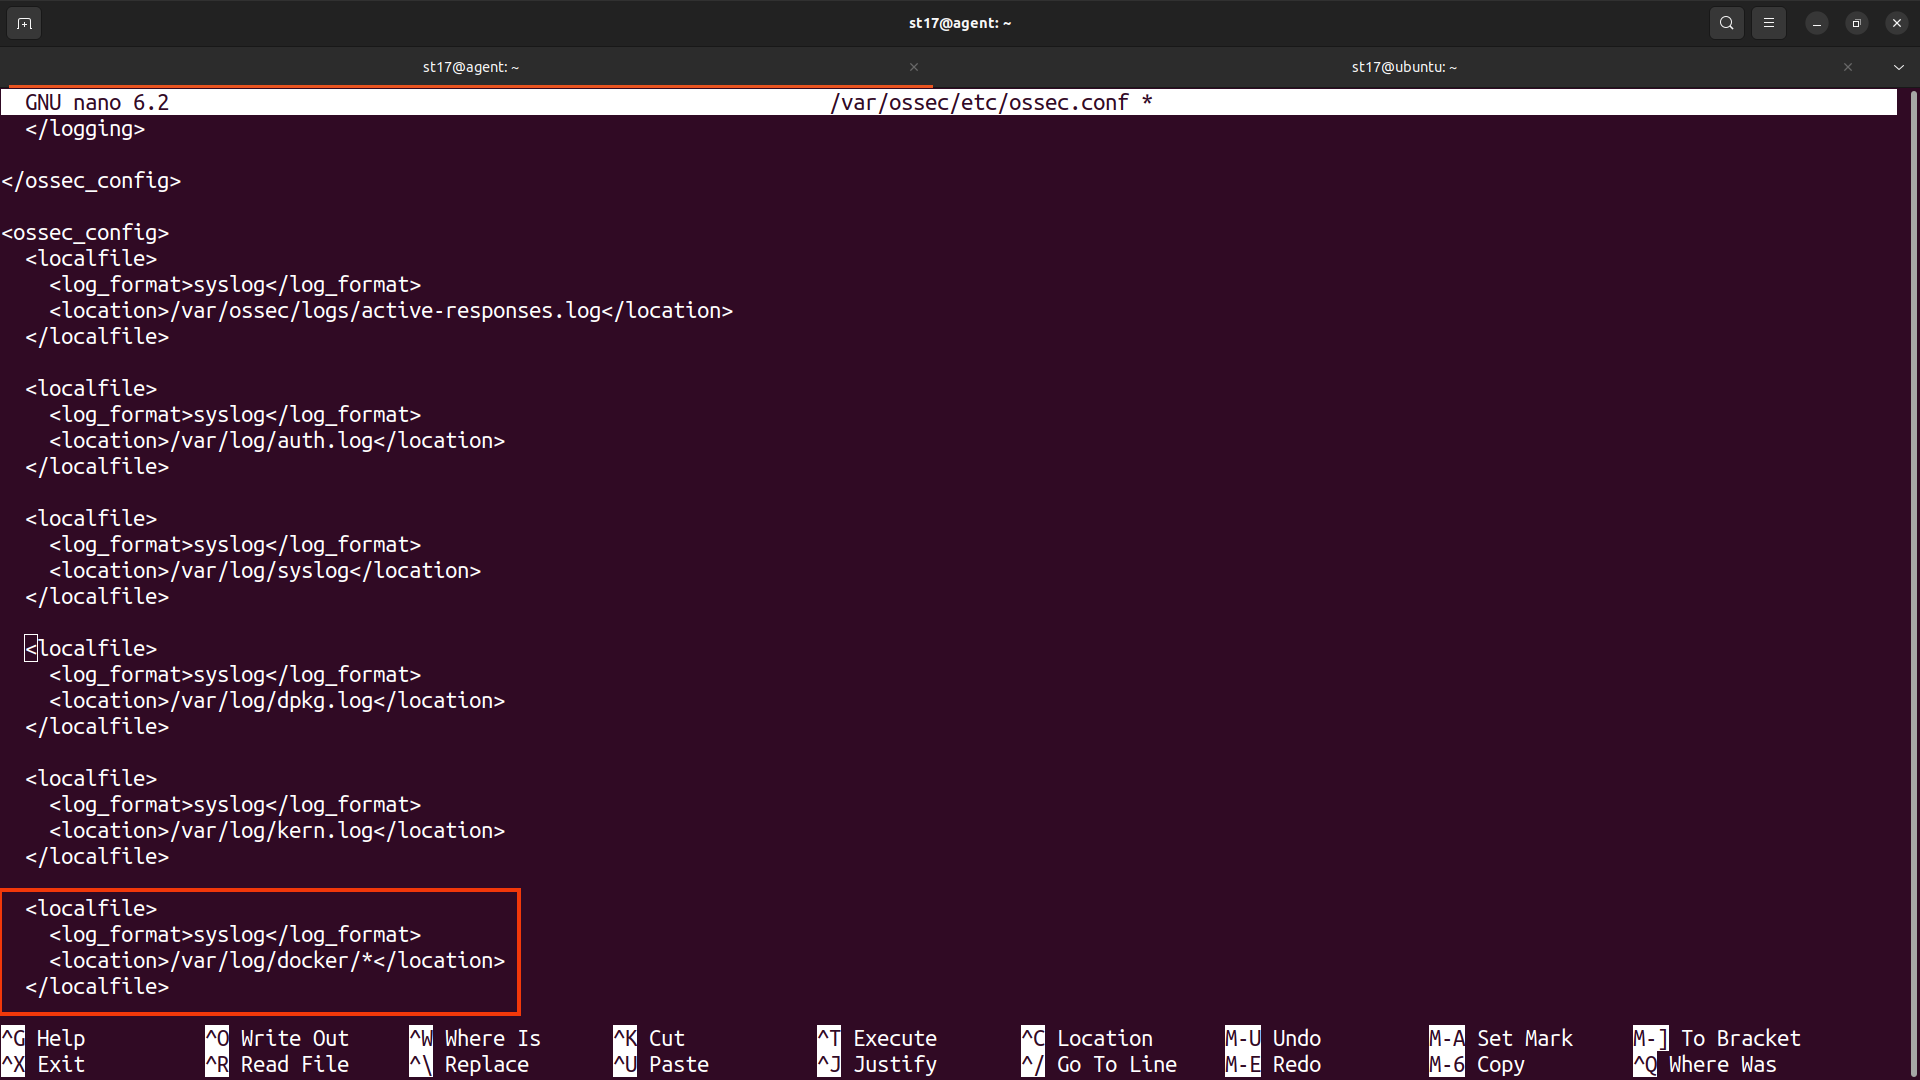 st17@agent: ~
st17@agent: ~
st17@ubuntu: ~
GNU nano 6.2 /var/ossec/etc/ossec.conf *
  </logging>

</ossec_config>

<ossec_config>
  <localfile>
    <log_format>syslog</log_format>
    <location>/var/ossec/logs/active-responses.log</location>
  </localfile>

  <localfile>
    <log_format>syslog</log_format>
    <location>/var/log/auth.log</location>
  </localfile>

  <localfile>
    <log_format>syslog</log_format>
    <location>/var/log/syslog</location>
  </localfile>

  <localfile>
    <log_format>syslog</log_format>
    <location>/var/log/dpkg.log</location>
  </localfile>

  <localfile>
    <log_format>syslog</log_format>
    <location>/var/log/kern.log</location>
  </localfile>

  <localfile>
    <log_format>syslog</log_format>
    <location>/var/log/docker/*</location>
  </localfile>

^G Help ^O Write Out ^W Where Is ^K Cut ^T Execute ^C Location M-U Undo M-A Set Mark M-] To Bracket
^X Exit ^R Read File ^\ Replace ^U Paste ^J Justify ^/ Go To Line M-E Redo M-6 Copy ^Q Where Was